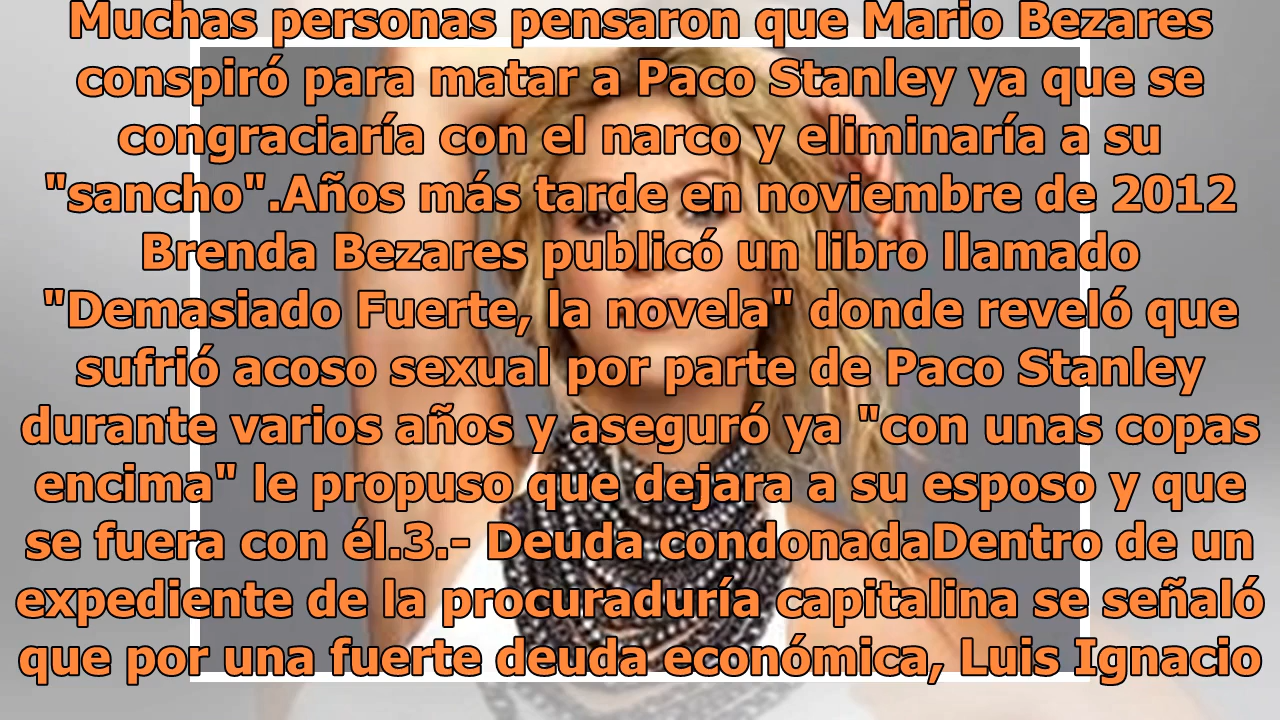 Muchas personas pensaron que Mario Bezares
conspiró para matar a Paco Stanley ya que se
congraciaría con el narco y eliminaría a su
"sancho".Años más tarde en noviembre de 2012
Brenda Bezares publicó un libro llamado
"Demasiado Fuerte, la novela" donde reveló que
sufrió acoso sexual por parte de Paco Stanley
durante varios años y aseguró ya "con unas copas
encima" le propuso que dejara a su esposo y que
se fuera con él.3.- Deuda condonadaDentro de un
expediente de la procuraduría capitalina se señaló
que por una fuerte deuda económica, Luis Ignacio